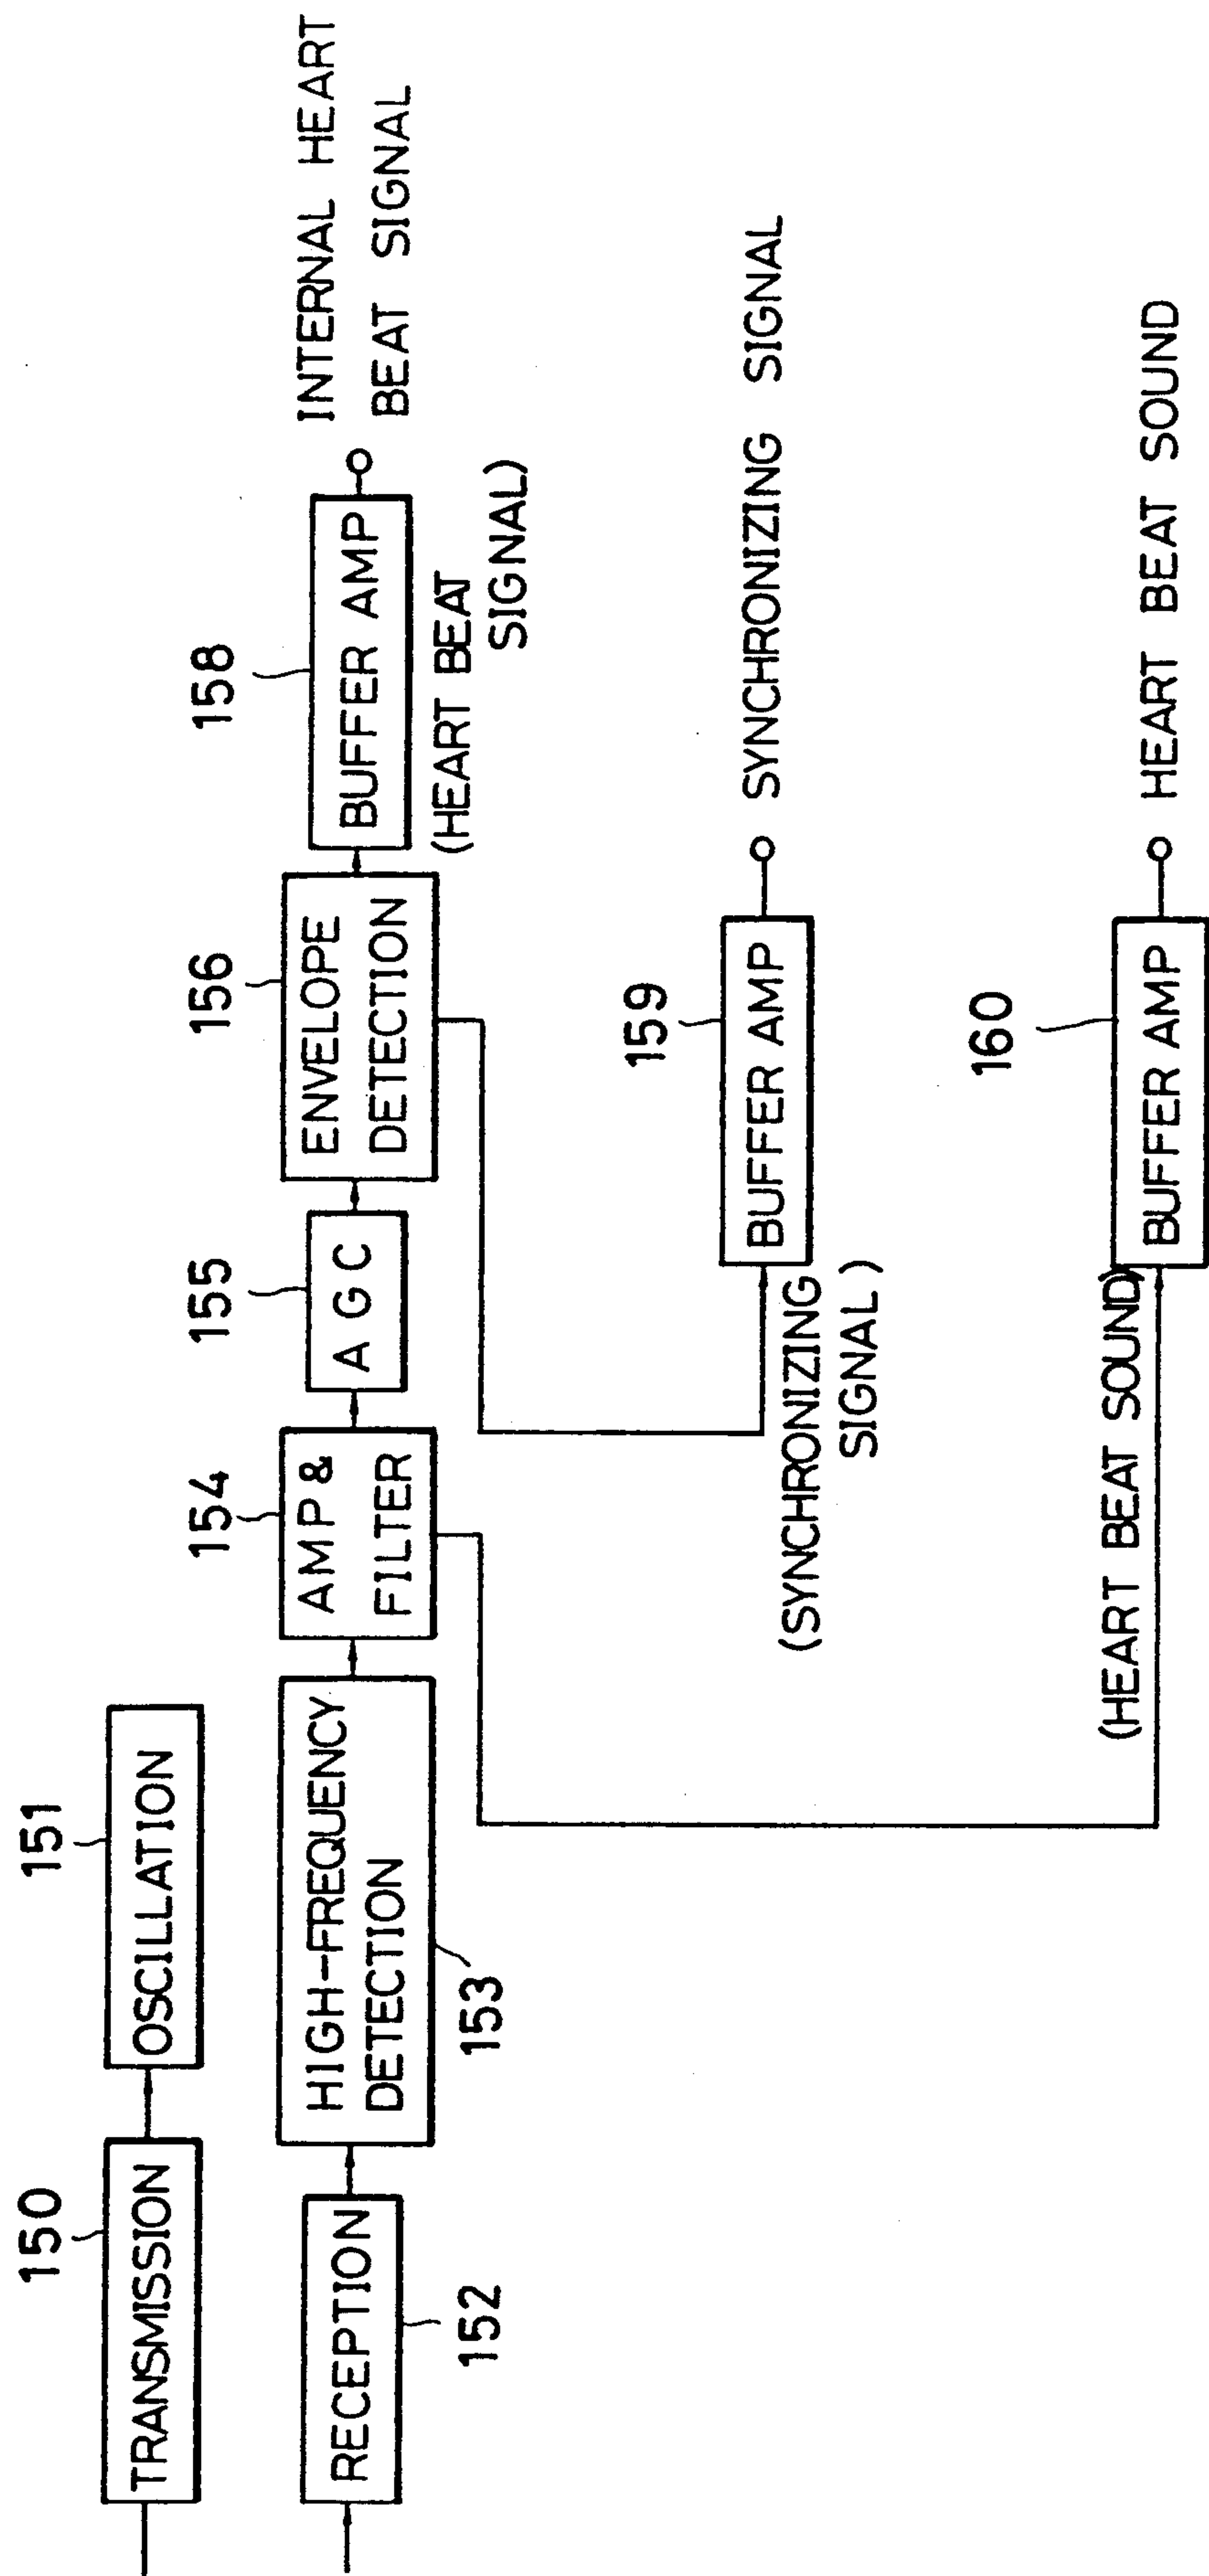 150
TRANSMISSION
151
OSCILLATION
152
RECEPTION
153
HIGH-FREQUENCY
DETECTION
154
AMP &
FILTER
155
AGC
156
ENVELOPE
DETECTION
158
BUFFER AMP
(HEART BEAT
SIGNAL)
INTERNAL HEART
BEAT SIGNAL
159
BUFFER AMP
(SYNCHRONIZING
SIGNAL)
SYNCHRONIZING SIGNAL
160
BUFFER AMP
(HEART BEAT SOUND)
HEART BEAT SOUND